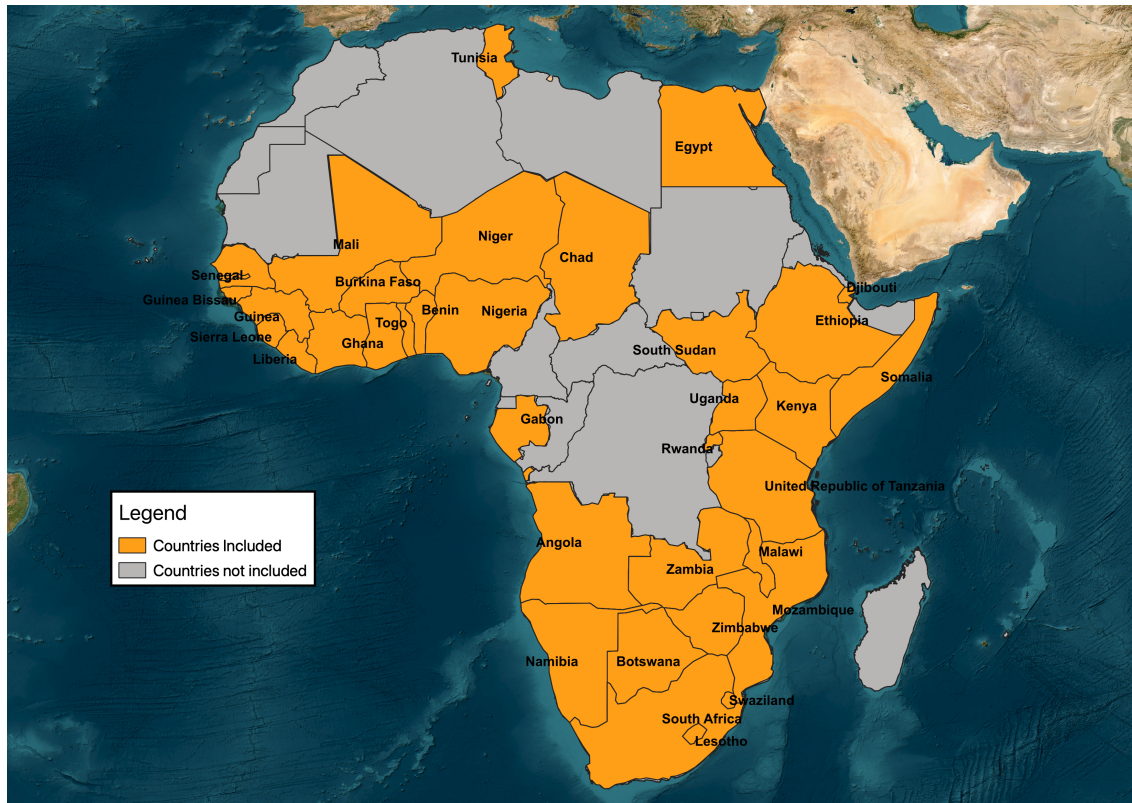 Tunisia
Egypt
Mali
Niger
Chad
Senegal
Burkina Faso
Djibouti
Guinea Bissau
Benin
Nigeria
Guinea
Togo
Ethiopia
Sierra Leone
Ghana
South Sudan
Liberia
Somalia
Uganda
Kenya
Gabon
Rwanda
United Republic of Tanzania
Legend
Countries Included
Countries not included
Angola
Malawi
Zambia
Mozambique
Zimbabwe
Namibia
Botswana
Swaziland
South Africa
Lesotho